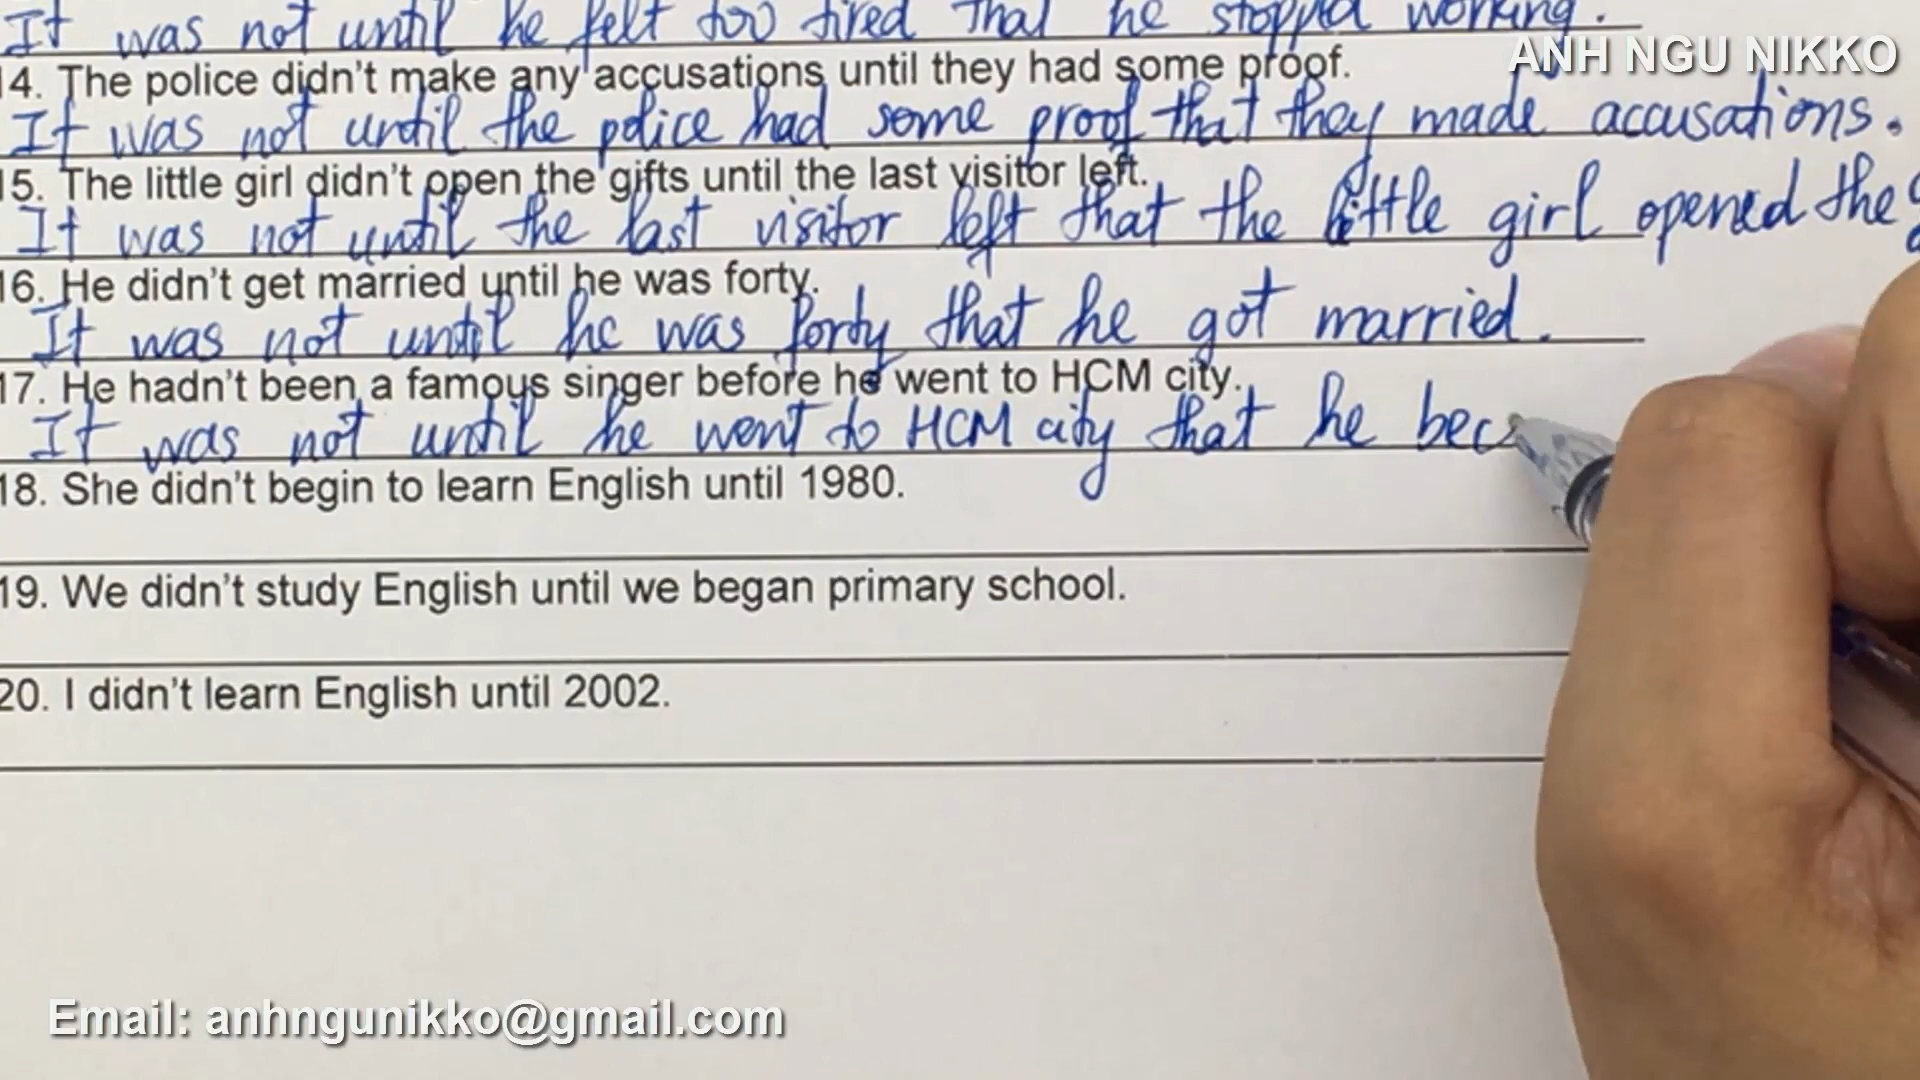 It was not until he felt too tired that he stopped working.
ANH NGU NIKKO
14. The police didn't make any accusations until they had some proof.
It was not until the police had some proof that they made accusations.
15. The little girl didn't open the gifts until the last visitor left.
It was not until the last visitor left that the little girl opened the g
16. He didn't get married until he was forty.
It was not until he was forty that he got married.
17. He hadn't been a famous singer before he went to HCM city.
It was not until he went to HCM city that he bec
18. She didn't begin to learn English until 1980.
19. We didn't study English until we began primary school.
20. I didn't learn English until 2002.
Email: anhngunikko@gmail.com